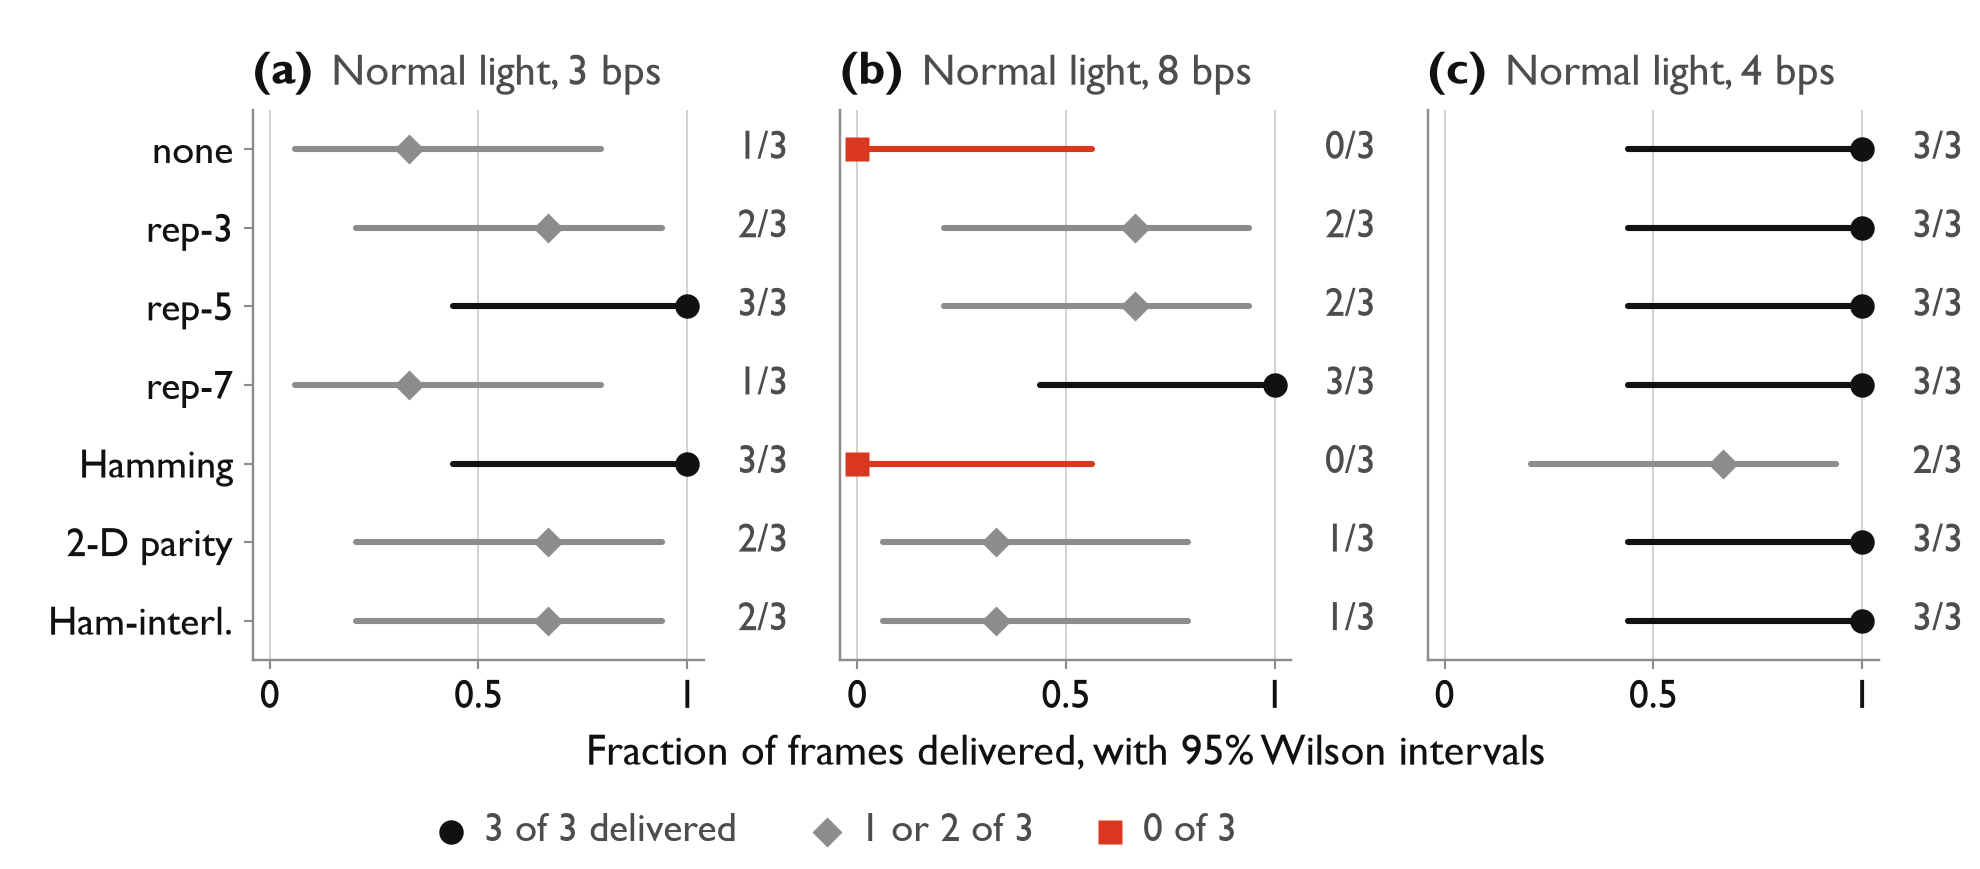 (a) Normal light, 3 bps
(b) Normal light, 8 bps
(c) Normal light, 4 bps
none 1/3 0/3 3/3
rep-3 2/3 2/3 3/3
rep-5 3/3 2/3 3/3
rep-7 1/3 3/3 3/3
Hamming 3/3 0/3 2/3
2-D parity 2/3 1/3 3/3
Ham-interl. 2/3 1/3 3/3
0 0.5 1 0 0.5 1 0 0.5 1
Fraction of frames delivered, with 95% Wilson intervals
3 of 3 delivered 1 or 2 of 3 0 of 3